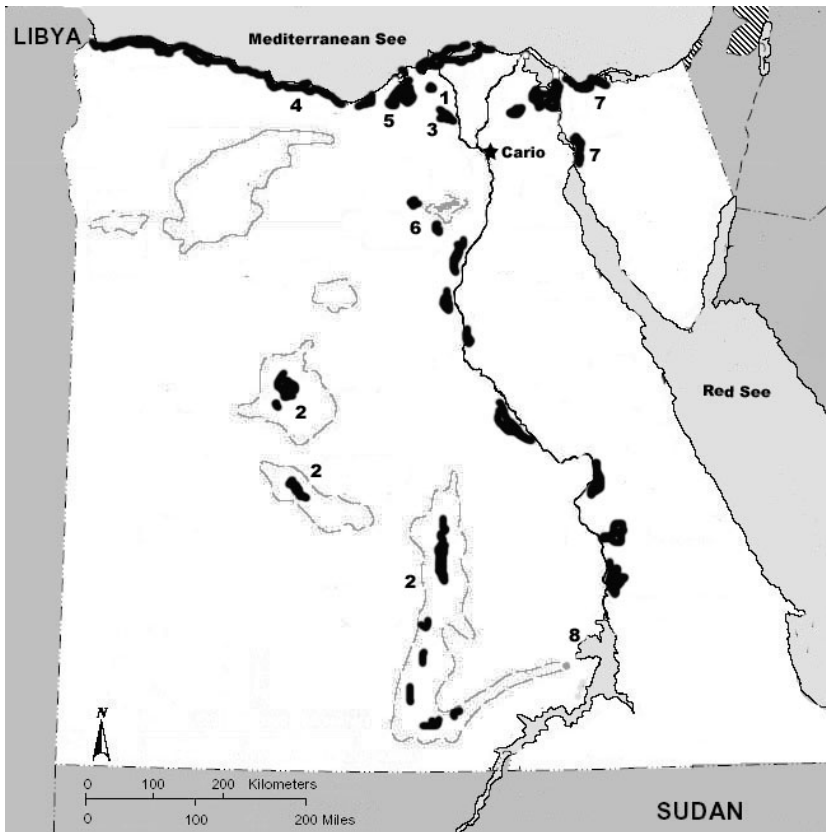 LIBYA
Mediterranean See
1
7
4
5
3
Cario
7
6
2
Red See
2
2
8
N
0 100 200 Kilometers
0 100 200 Miles
SUDAN